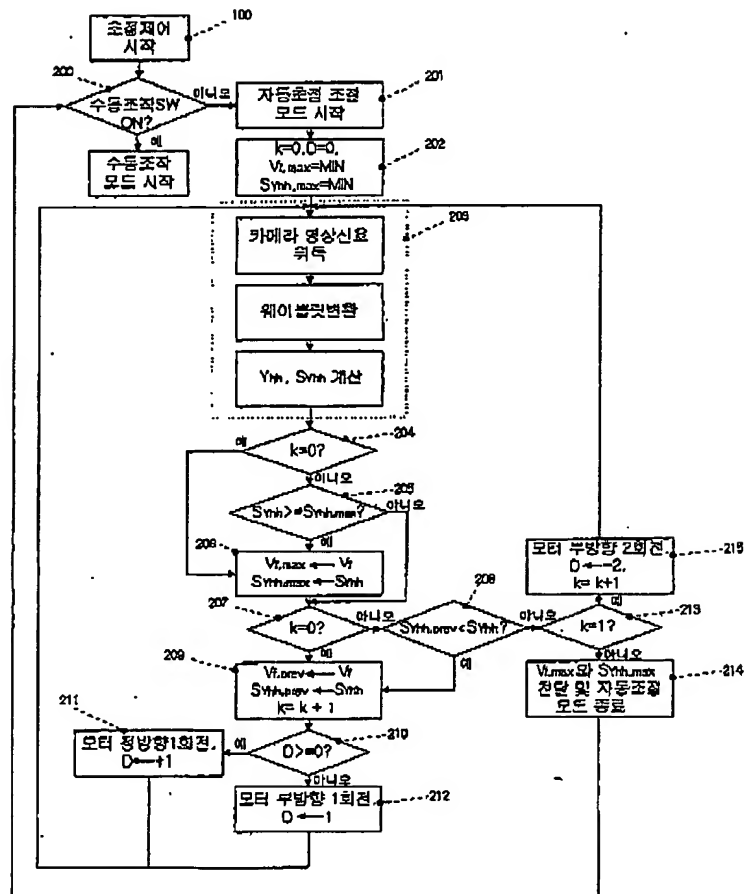 100
초점제어
시작
200
수동조작SW
ON?
아니오
예
수동조작
모드 시작
201
자동초점 조절
모드 시작
202
k=0, D=0,
Vf,max=MIN
SYhh,max=MIN
203
카메라 영상신호
취득
웨이블릿변환
Yhh, SYhh 계산
204
예
k=0?
아니오
205
SYhh>=SYhh,max?
아니오
예
206
Vf,max ← Vf
SYhh,max ← SYhh
207
k=0?
아니오
예
208
SYhh,prev<SYhh?
아니오
예
213
k=1?
예
아니오
215
모터 부방향 2회전
D ← -2,
k= k+1
214
Vf,max 와 SYhh,max
전달 및 자동조절
모드 종료
209
Vf,prev ← Vf
SYhh,prev ← SYhh
k= k + 1
210
D>=0?
예
아니오
211
모터 정방향1회전,
D ← +1
212
모터 부방향 1회전,
D ← 1